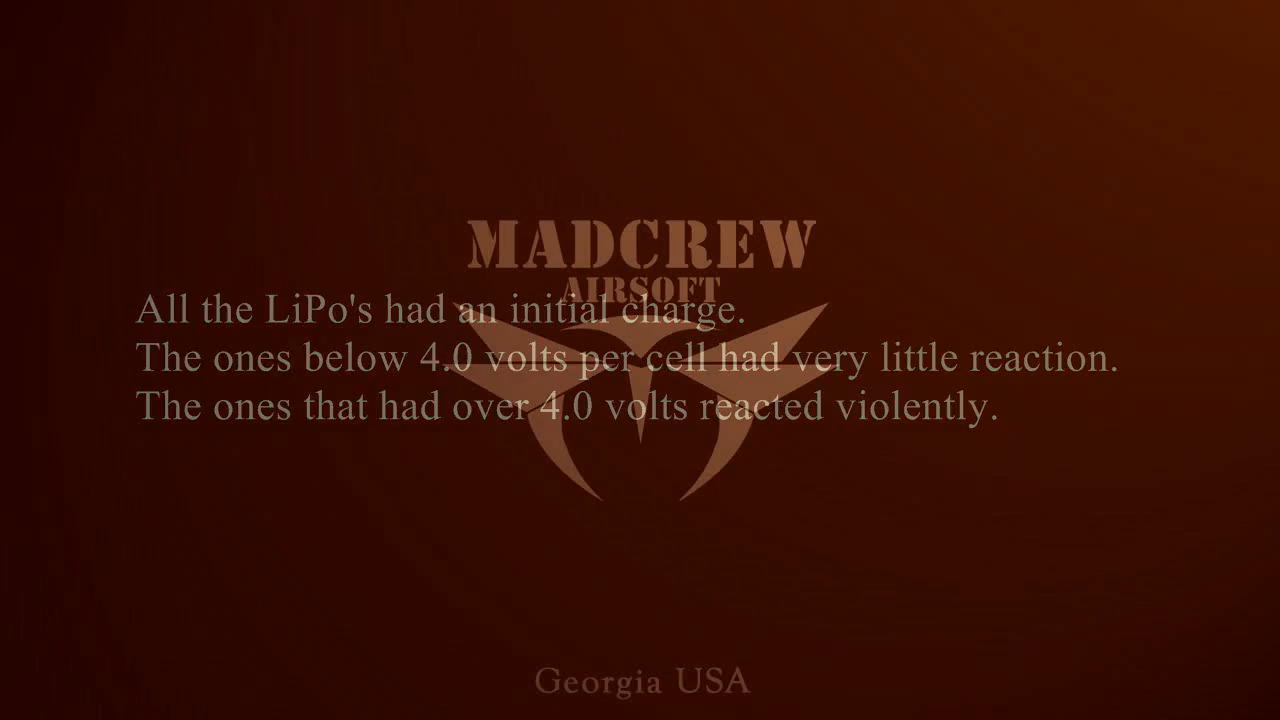 MADCREW
AIRSOFT
All the LiPo's had an initial charge.
The ones below 4.0 volts per cell had very little reaction.
The ones that had over 4.0 volts reacted violently.
Georgia USA